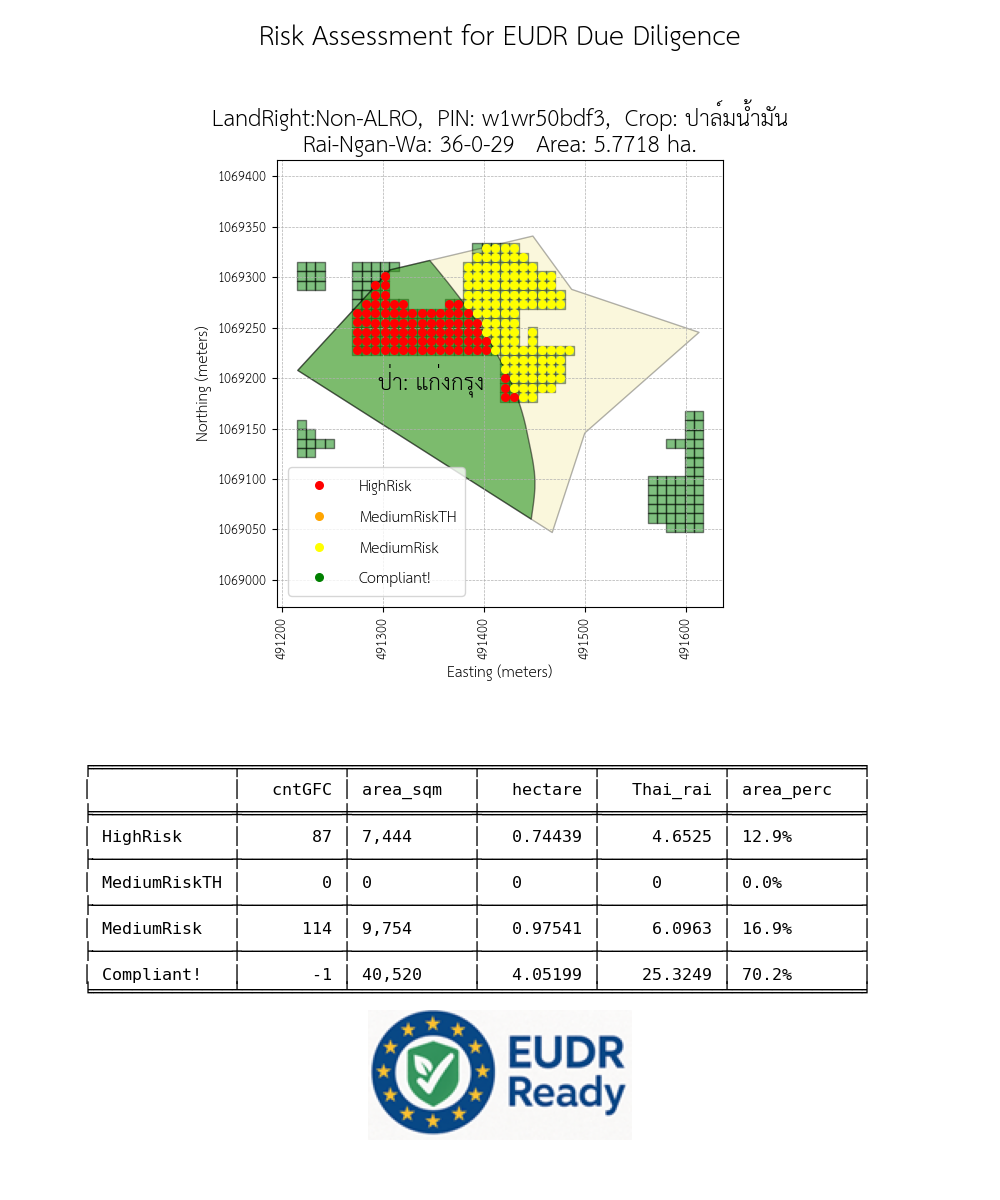 Risk Assessment for EUDR Due Diligence
LandRight:Non-ALRO, PIN: w1wr50bdf3, Crop: ปาล์มน้ำมัน
Rai-Ngan-Wa: 36-0-29 Area: 5.7718 ha.
1069400
1069350
1069300
1069250
1069200
1069150
1069100
1069050
1069000
Northing (meters)
ป่า: แก่งกรุง
HighRisk
MediumRiskTH
MediumRisk
Compliant!
491200 491300 491400 491500 491600
Easting (meters)
cntGFC area_sqm hectare Thai_rai area_perc
HighRisk 87 7,444 0.74439 4.6525 12.9%
MediumRiskTH 0 0 0 0 0.0%
MediumRisk 114 9,754 0.97541 6.0963 16.9%
Compliant! -1 40,520 4.05199 25.3249 70.2%
EUDR
Ready